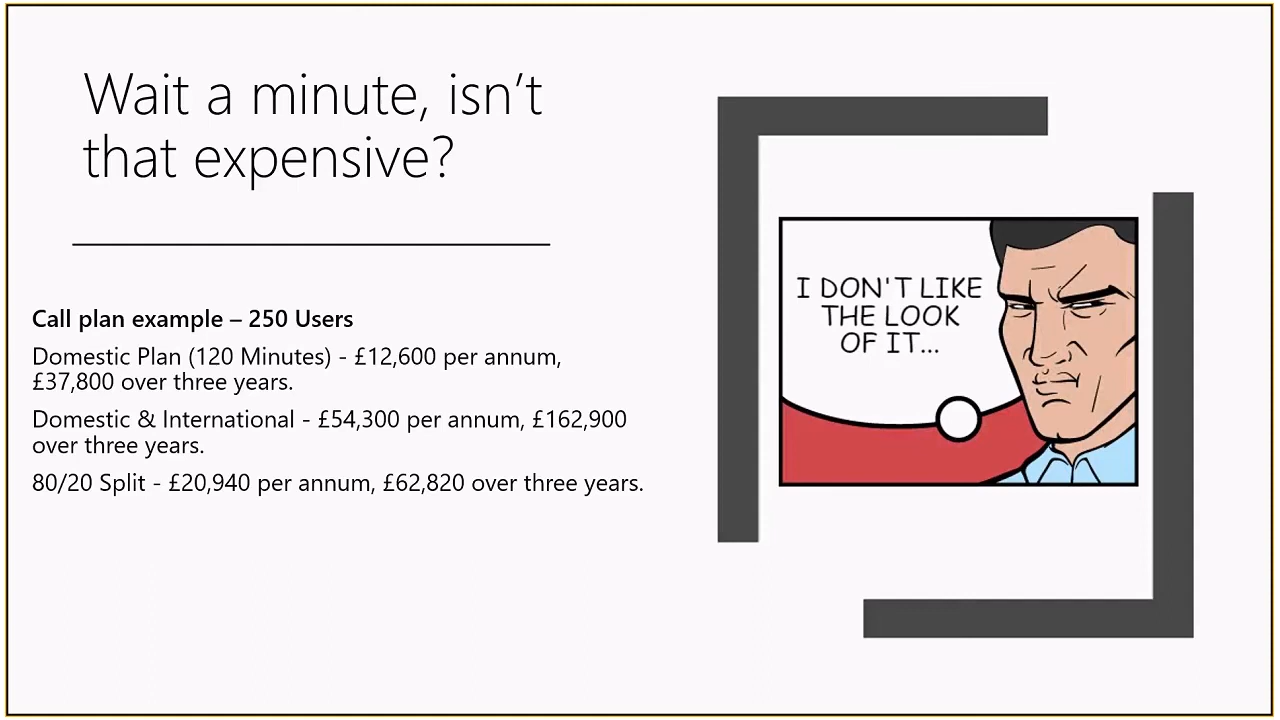 Wait a minute, isn’t
that expensive?
Call plan example – 250 Users
Domestic Plan (120 Minutes) - £12,600 per annum,
£37,800 over three years.
Domestic & International - £54,300 per annum, £162,900
over three years.
80/20 Split - £20,940 per annum, £62,820 over three years.
I DON'T LIKE
THE LOOK
OF IT...